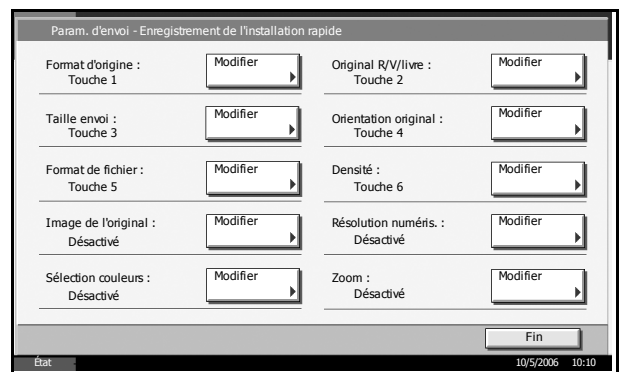 Param. d'envoi - Enregistrement de l'installation rapide
Format d'origine :
Touche 1
Modifier
Original R/V/livre :
Touche 2
Modifier
Taille envoi :
Touche 3
Modifier
Orientation original :
Touche 4
Modifier
Format de fichier :
Touche 5
Modifier
Densité :
Touche 6
Modifier
Image de l'original :
Désactivé
Modifier
Résolution numéris. :
Désactivé
Modifier
Sélection couleurs :
Désactivé
Modifier
Zoom :
Désactivé
Modifier
Fin
État
10/5/2006 10:10